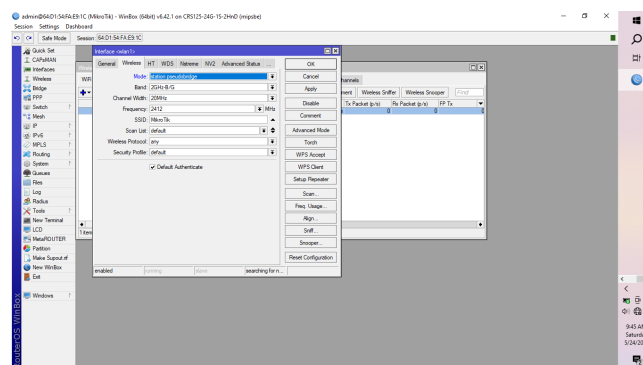 admin@64:D1:54:FA:E9:1C (MikroTik) - WinBox (64bit) v6.42.1 on CRS125-24G-1S-2HnD (mipsbe)
Session Settings Dashboard
Safe Mode Session: 64:D1:54:FA:E9:1C
Quick Set
CAPsMAN
Interfaces
Wireless
Bridge
PPP
Switch
Mesh
IP
IPv6
MPLS
Routing
System
Queues
Files
Log
Radius
Tools
New Terminal
LCD
MetaROUTER
Partition
Make Supout.rif
New WinBox
Exit
Windows
RouterOS WinBox
Interface <wlan1>
General Wireless HT WDS Nstreme NV2 Advanced Status ...
Mode: station pseudobridge
Band: 2GHz-B/G
Channel Width: 20MHz
Frequency: 2412 MHz
SSID: MikroTik
Scan List: default
Wireless Protocol: any
Security Profile: default
Default Authenticate
OK
Cancel
Apply
Disable
Comment
Advanced Mode
Torch
WPS Accept
WPS Client
Setup Repeater
Scan...
Freq. Usage...
Align...
Sniff...
Snooper...
Reset Configuration
enabled running slave searching for n...
Wireless Sniffer Wireless Snooper Find
Tx Packet (p/s) Rx Packet (p/s) FP Tx
0 0
9:45 AM